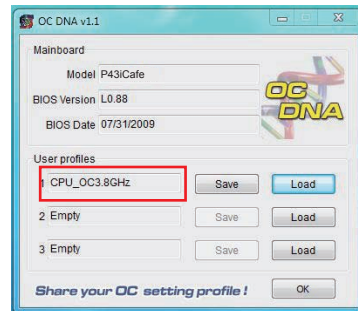 OC DNA v1.1
Mainboard
Model P43iCafe
BIOS Version L0.88
BIOS Date 07/31/2009
OC
DNA
User profiles
1 CPU_OC3.8GHz Save Load
2 Empty Save Load
3 Empty Save Load
Share your OC setting profile ! OK